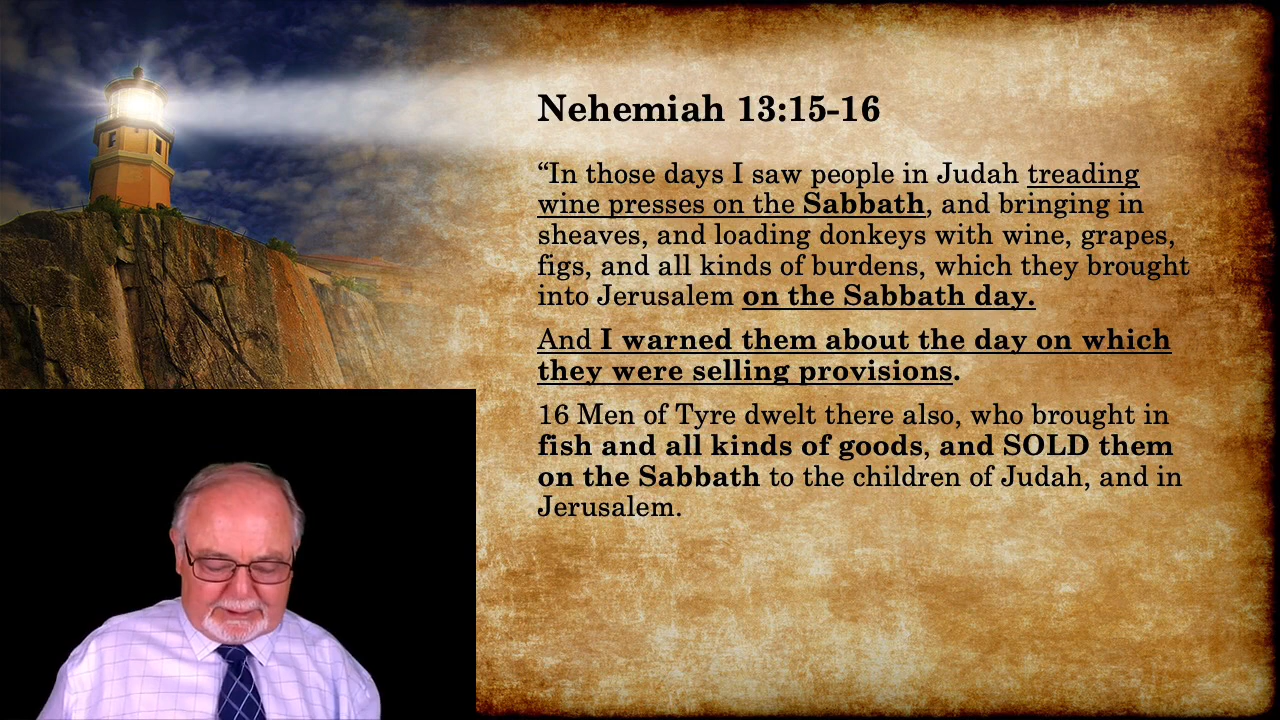 Nehemiah 13:15-16
“In those days I saw people in Judah treading
wine presses on the Sabbath, and bringing in
sheaves, and loading donkeys with wine, grapes,
figs, and all kinds of burdens, which they brought
into Jerusalem on the Sabbath day.
And I warned them about the day on which
they were selling provisions.
16 Men of Tyre dwelt there also, who brought in
fish and all kinds of goods, and SOLD them
on the Sabbath to the children of Judah, and in
Jerusalem.